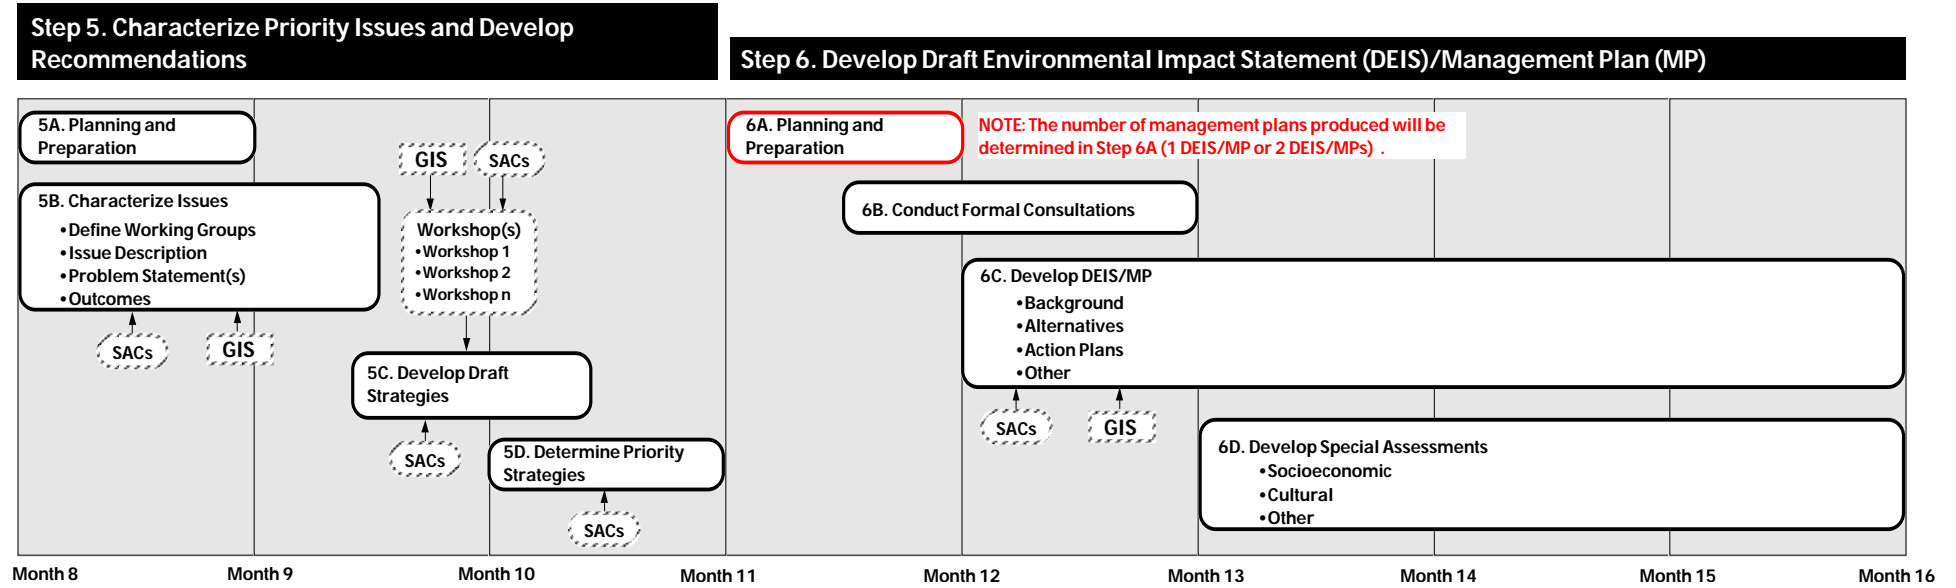 Step 5. Characterize Priority Issues and Develop
Recommendations
Step 6. Develop Draft Environmental Impact Statement (DEIS)/Management Plan (MP)
5A. Planning and
Preparation
5B. Characterize Issues
•Define Working Groups
•Issue Description
•Problem Statement(s)
•Outcomes
SACs
GIS
GIS
SACs
Workshop(s)
•Workshop 1
•Workshop 2
•Workshop n
5C. Develop Draft
Strategies
SACs
5D. Determine Priority
Strategies
SACs
6A. Planning and
Preparation
NOTE: The number of management plans produced will be
determined in Step 6A (1 DEIS/MP or 2 DEIS/MPs) .
6B. Conduct Formal Consultations
6C. Develop DEIS/MP
•Background
•Alternatives
•Action Plans
•Other
SACs
GIS
6D. Develop Special Assessments
•Socioeconomic
•Cultural
•Other
Month 8
Month 9
Month 10
Month 11
Month 12
Month 13
Month 14
Month 15
Month 16